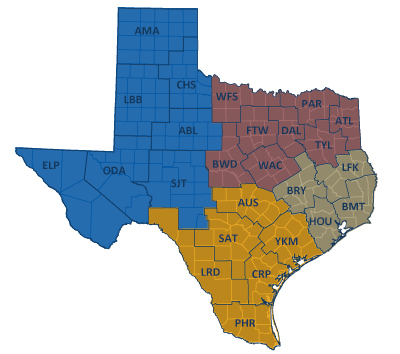 AMA
LBB
CHS
WFS
PAR
ATL
FTW
DAL
ABL
TYL
ELP
ODA
SJT
BWD
WAC
LFK
BRY
AUS
BMT
HOU
SAT
YKM
LRD
CRP
PHR